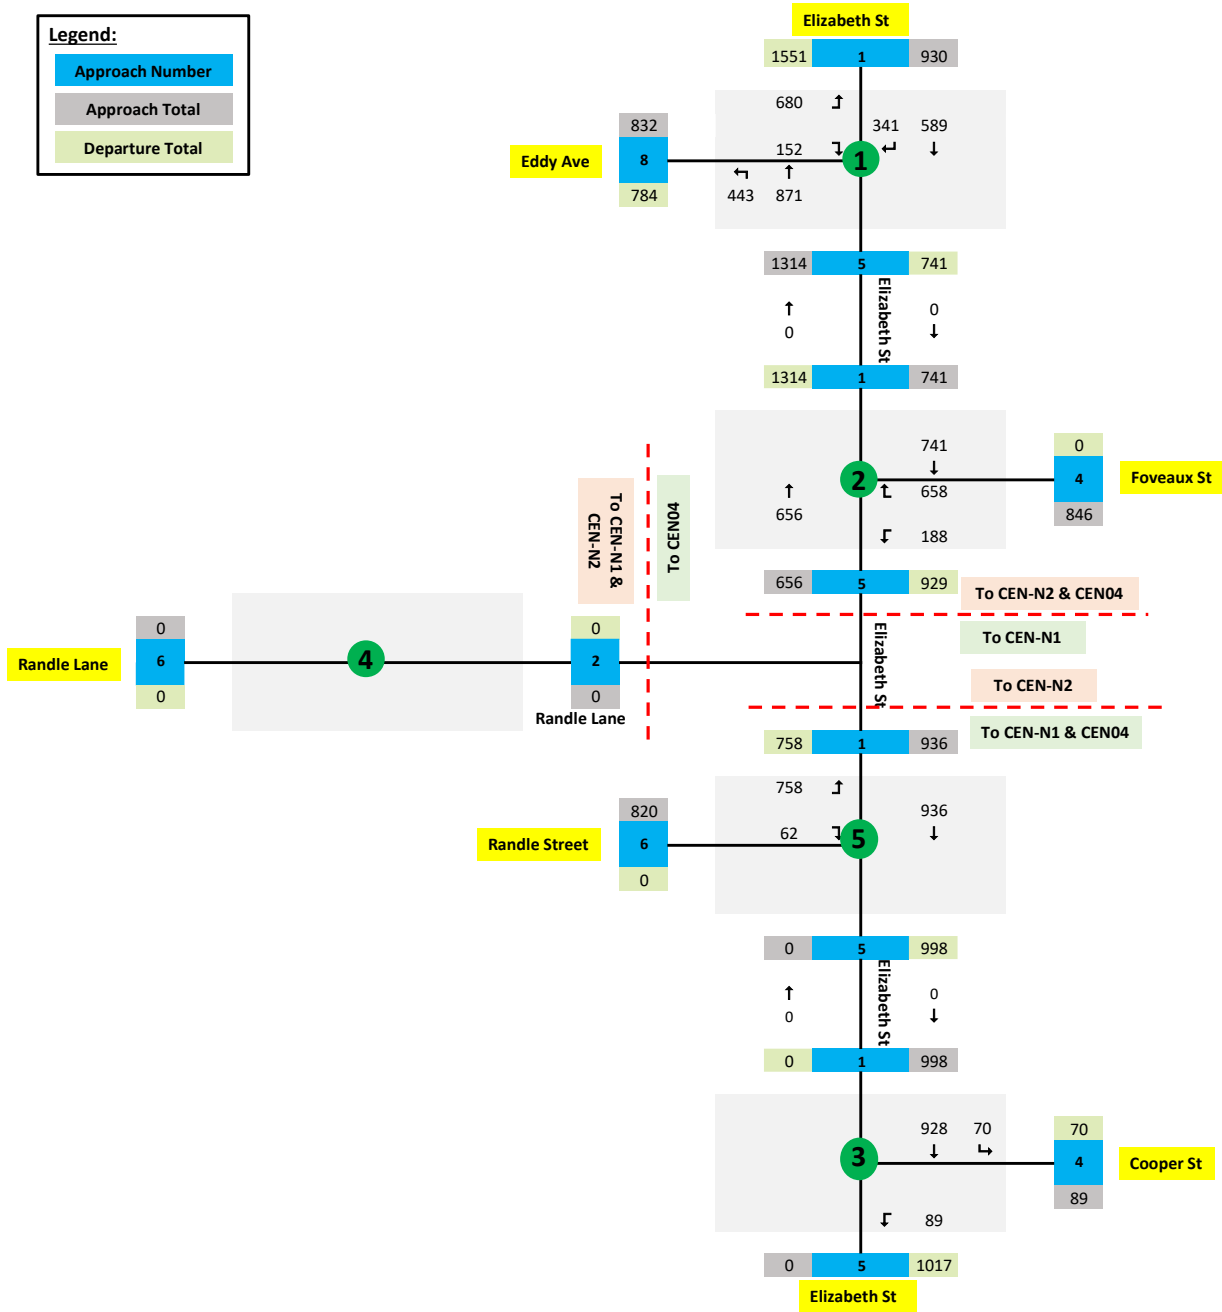 Elizabeth St
Legend:
Approach Number
Approach Total
Departure Total
1551 1 930
680
341 589
832
8
784
Eddy Ave
152
1
443 871
1314 5 741
Elizabeth St
0
0
1314 1 741
741
2
658
656
188
0
4
846
Foveaux St
To CEN-N1 &
CEN-N2
To CEN04
656 5 929
To CEN-N2 & CEN04
To CEN-N1
Elizabeth St
0
6
0
Randle Lane
4
0
2
0
Randle Lane
To CEN-N2
To CEN-N1 & CEN04
758 1 936
758
936
820
6
0
Randle Street
62
5
0 5 998
Elizabeth St
0
0
0 1 998
928 70
3
70
4
89
Cooper St
89
0 5 1017
Elizabeth St